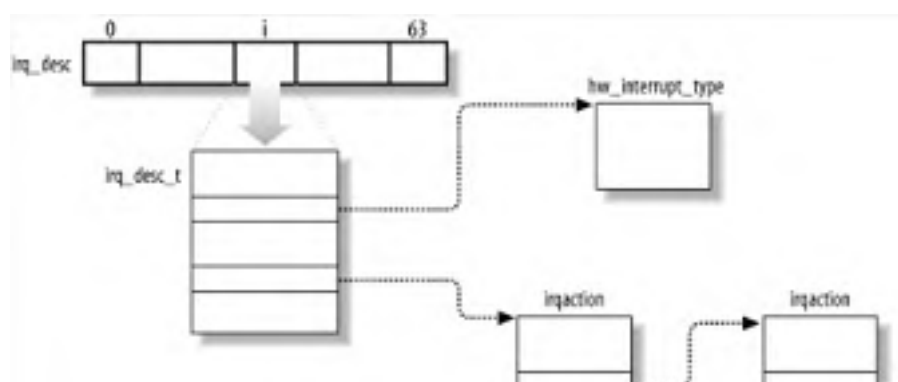 0 i 63
irq_desc
hw_interrupt_type
irq_desc_t
irqaction irqaction